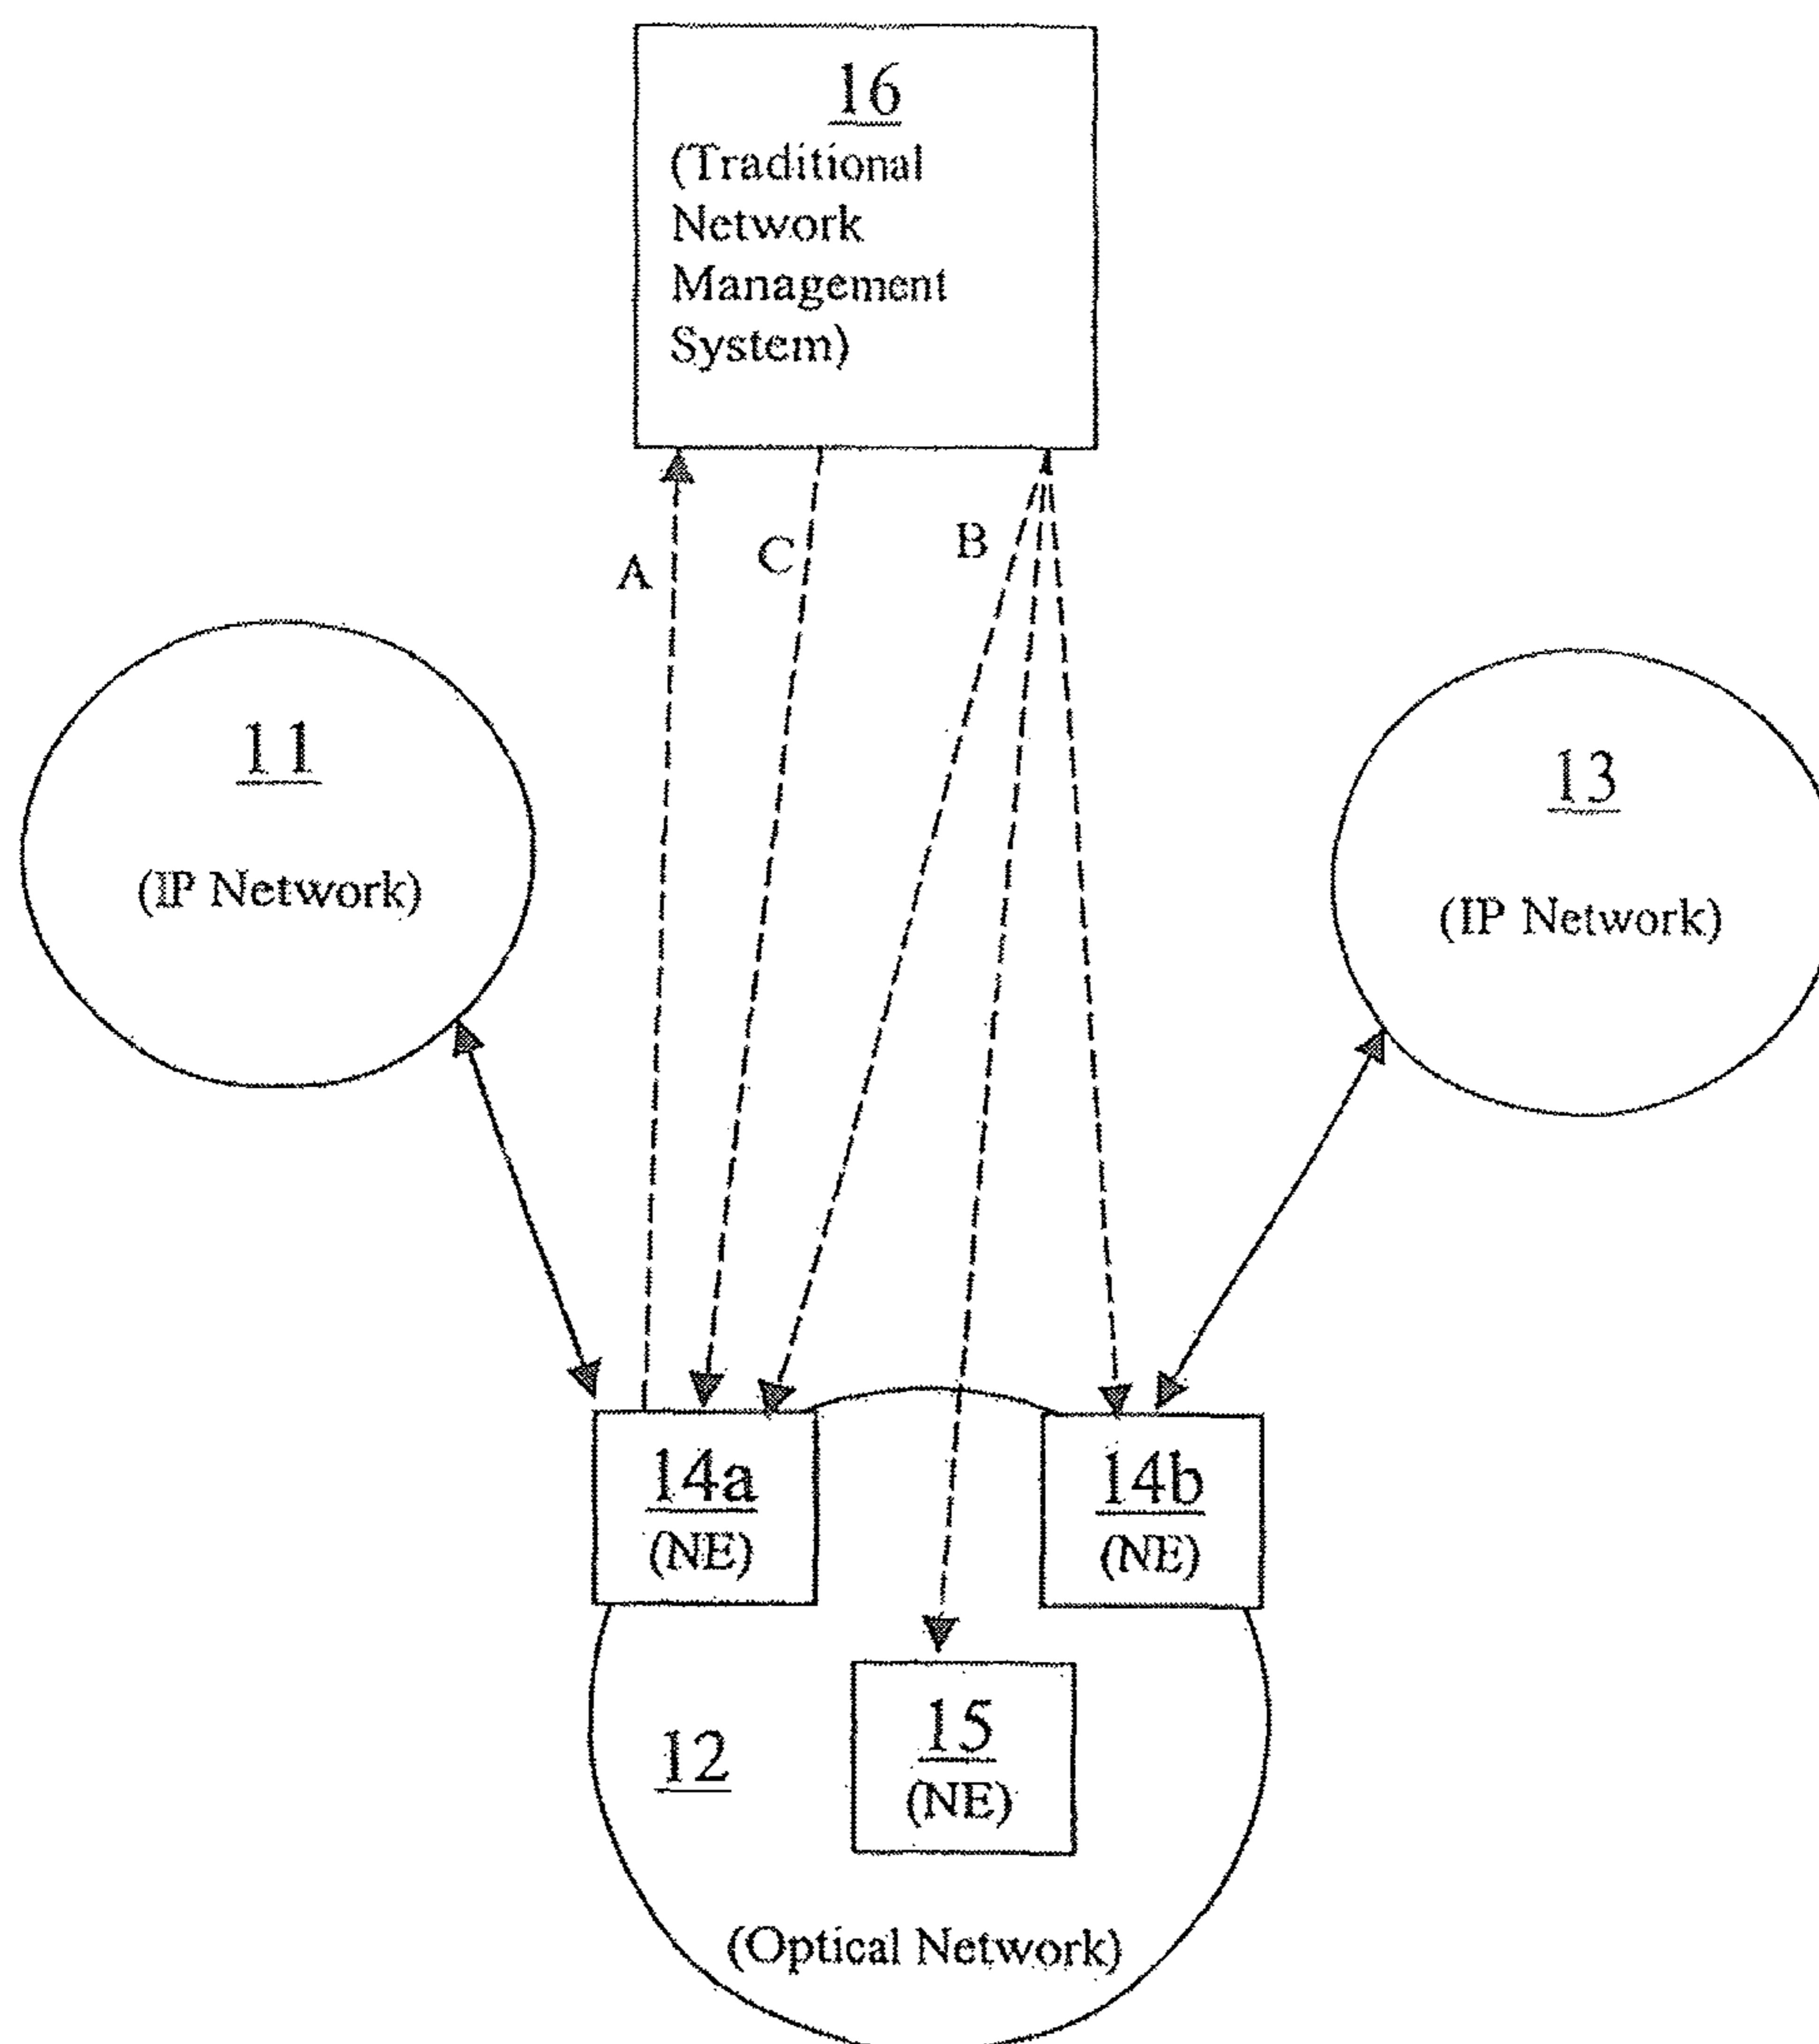 16
(Traditional
Network
Management
System)
A
C
B
11
(IP Network)
13
(IP Network)
14a
(NE)
14b
(NE)
15
(NE)
12
(Optical Network)